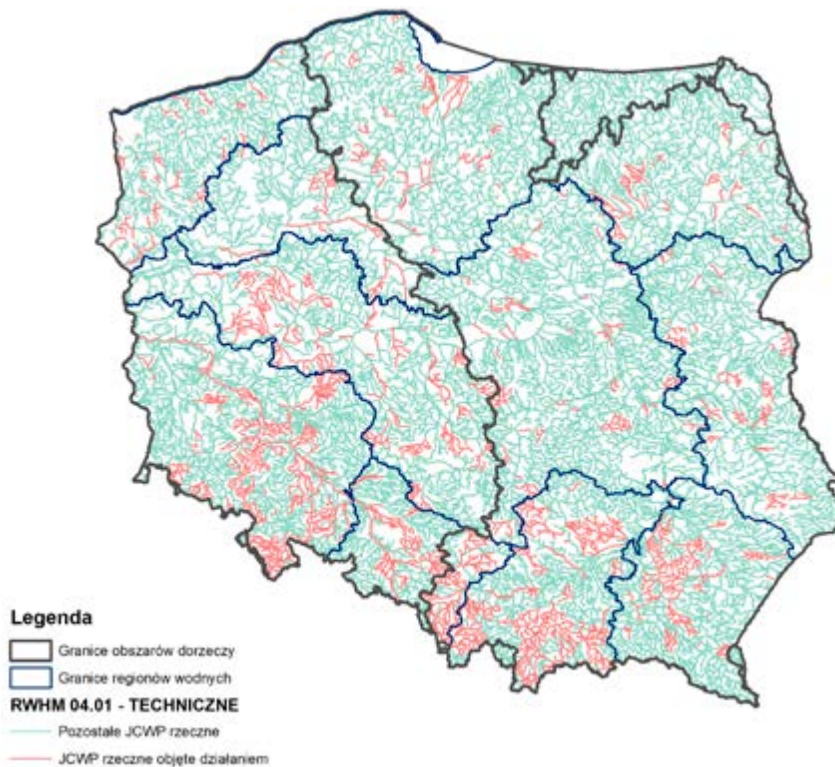 Legenda
Granice obszarów dorzeczy
Granice regionów wodnych
RWHM 04.01 - TECHNICZNE
Pozostałe JCWP rzeczne
JCWP rzeczne objęte działaniem